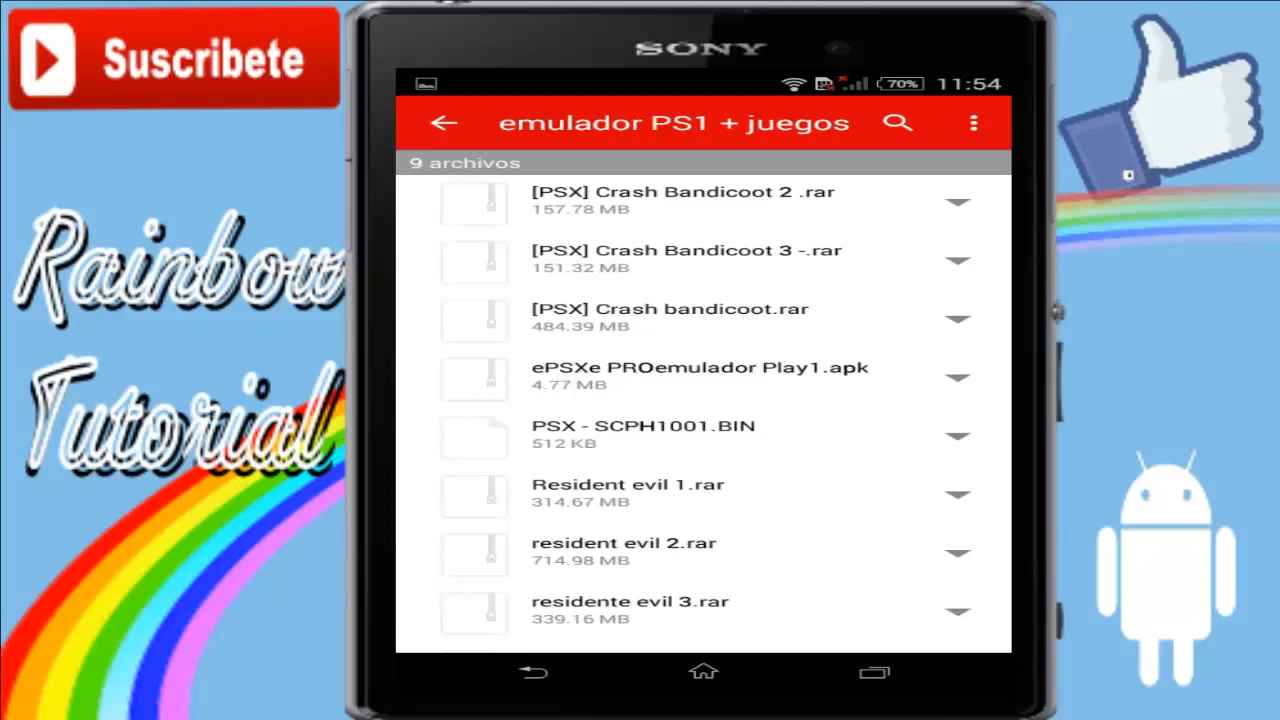 Suscribete
Rainbow
Tutorial
SONY
70% 11:54
emulador PS1 + juegos
9 archivos
[PSX] Crash Bandicoot 2 .rar
157.78 MB
[PSX] Crash Bandicoot 3 -.rar
151.32 MB
[PSX] Crash bandicoot.rar
484.39 MB
ePSXe PROemulador Play1.apk
4.77 MB
PSX - SCPH1001.BIN
512 KB
Resident evil 1.rar
314.67 MB
resident evil 2.rar
714.98 MB
residente evil 3.rar
339.16 MB